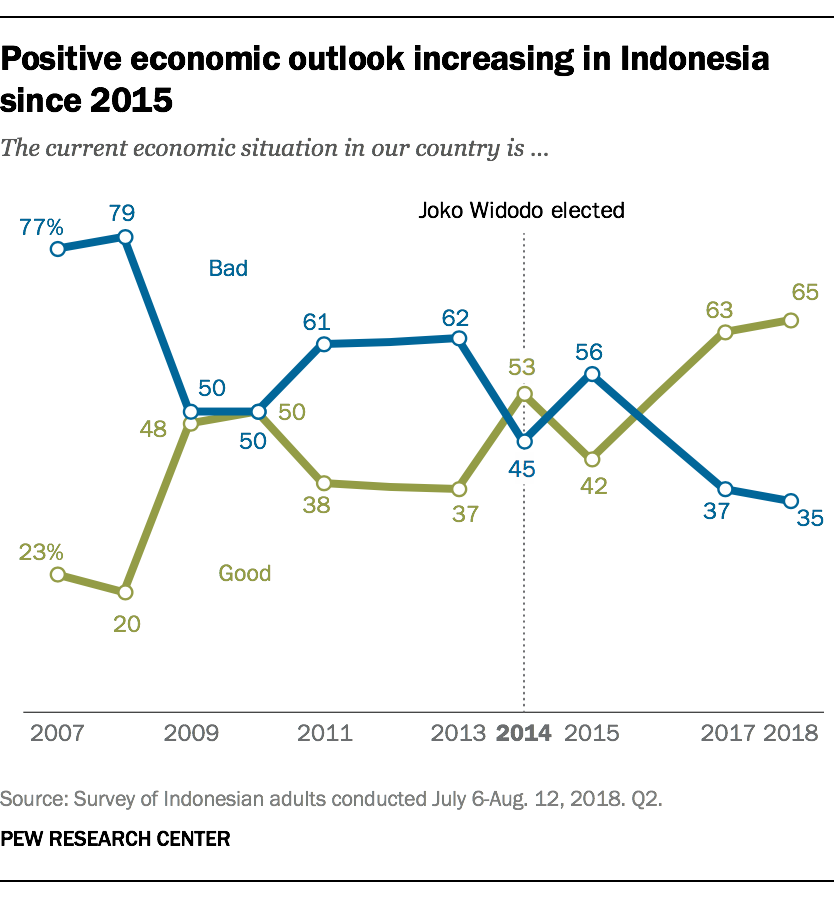 Positive economic outlook increasing in Indonesia
since 2015
The current economic situation in our country is ...
Joko Widodo elected
77%
79
Bad
50
61
62
56
63
65
48
50
50
38
37
53
45
42
37
35
23%
20
Good
2007 2009 2011 2013 2014 2015 2017 2018
Source: Survey of Indonesian adults conducted July 6-Aug. 12, 2018. Q2.
PEW RESEARCH CENTER